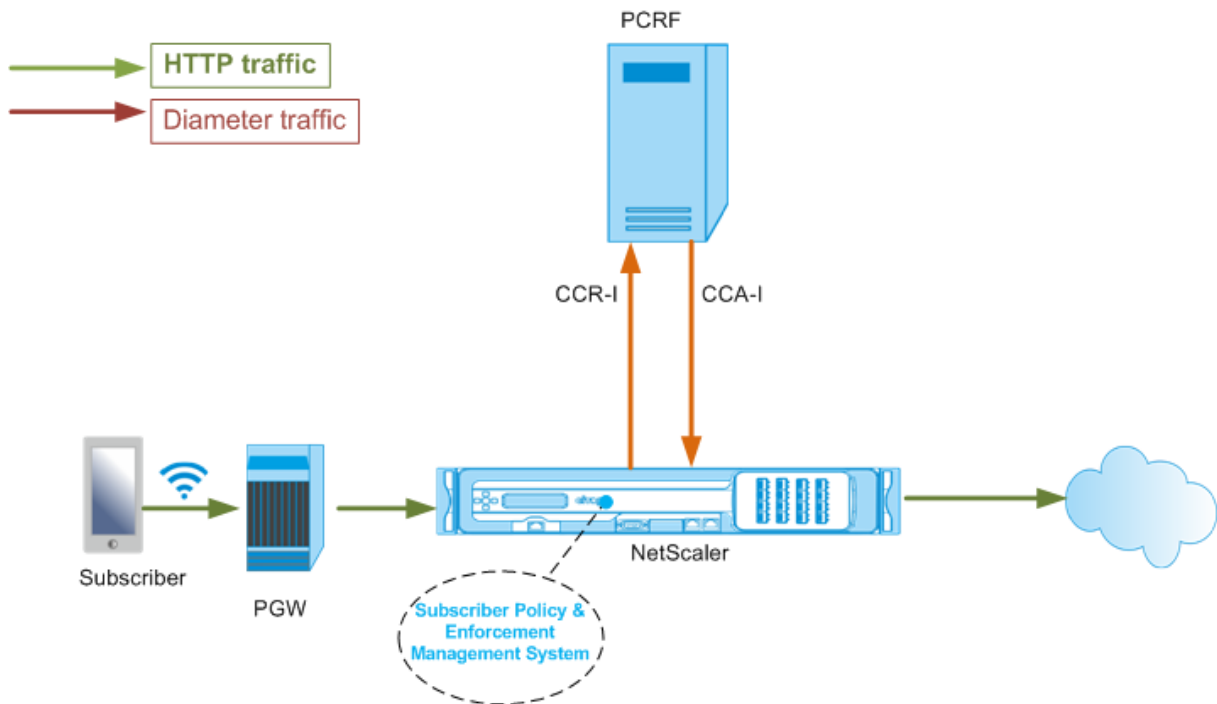 PCRF
HTTP traffic
Diameter traffic
CCR-I
CCA-I
Subscriber
PGW
NetScaler
Subscriber Policy &
Enforcement
Management System